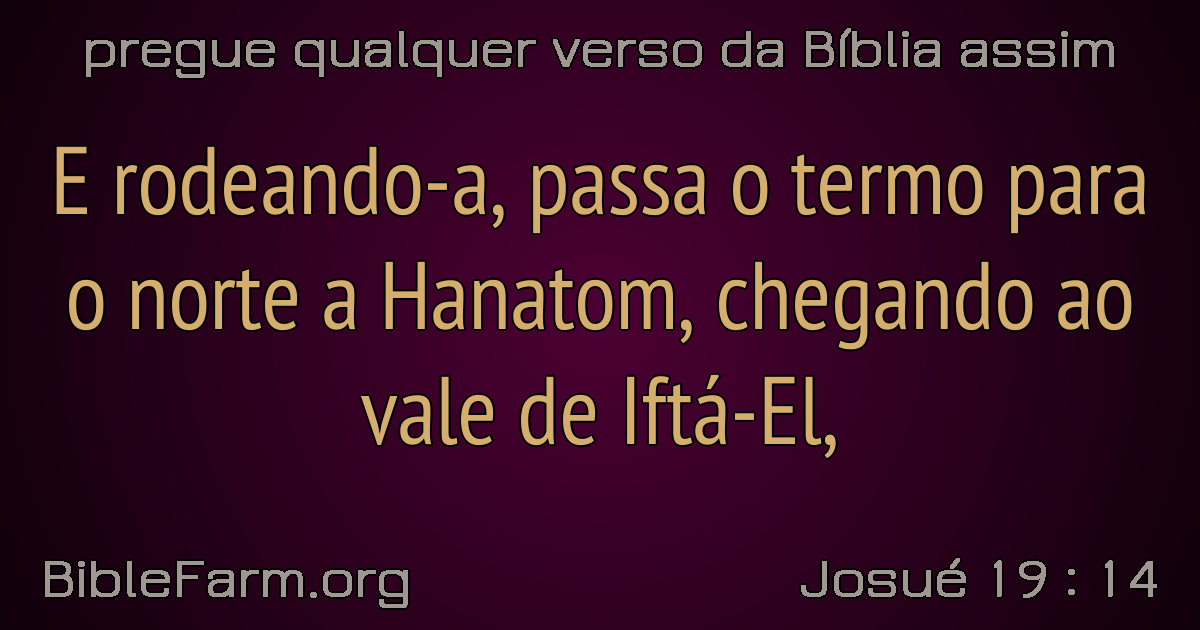 pregue qualquer verso da Bíblia assim
E rodeando-a, passa o termo para
o norte a Hanatom, chegando ao
vale de Iftá-El,
BibleFarm.org
Josué 19 : 14